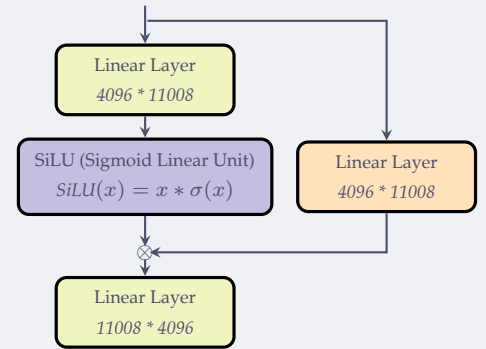 Linear Layer
4096 * 11008
SiLU (Sigmoid Linear Unit)
SiLU(x) = x * σ(x)
Linear Layer
4096 * 11008
⊗
Linear Layer
11008 * 4096